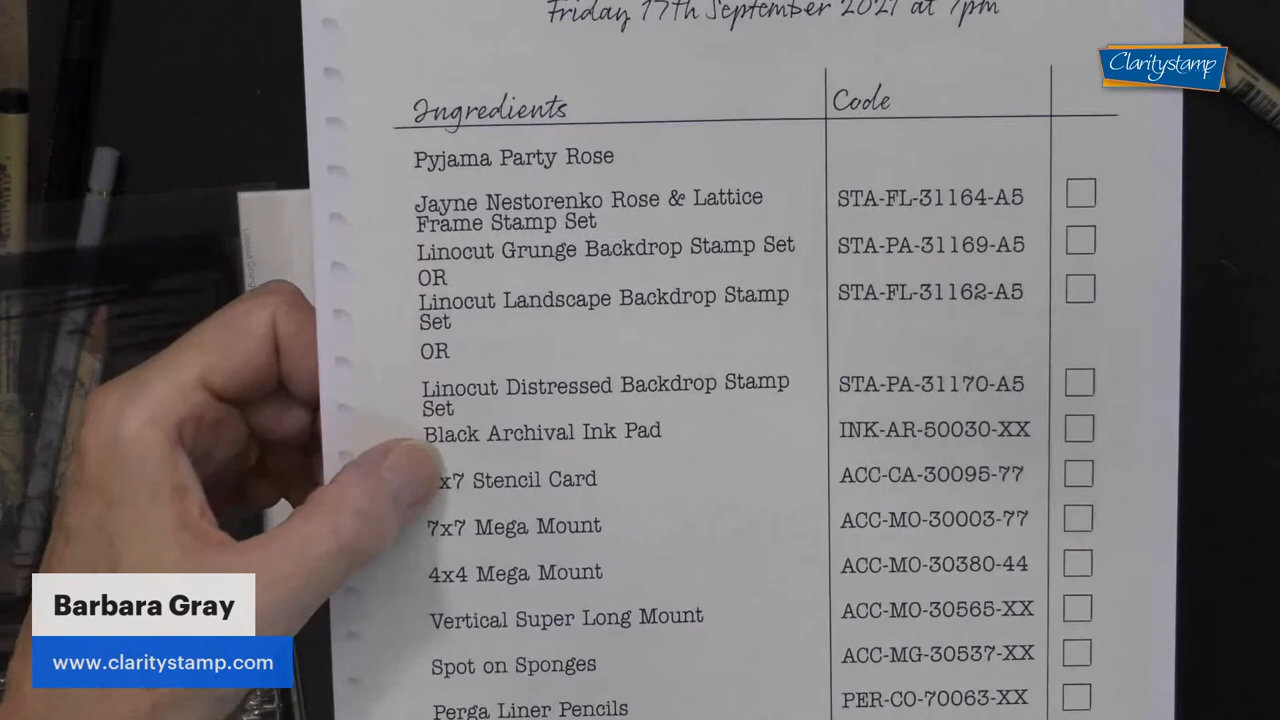 Friday 17th September 2021 at 7pm
Claritystamp
Ingredients Code
Pyjama Party Rose
Jayne Nestorenko Rose & Lattice STA-FL-31164-A5
Frame Stamp Set
Linocut Grunge Backdrop Stamp Set STA-PA-31169-A5
OR
Linocut Landscape Backdrop Stamp STA-FL-31162-A5
Set
OR
Linocut Distressed Backdrop Stamp STA-PA-31170-A5
Set
Black Archival Ink Pad INK-AR-50030-XX
x7 Stencil Card ACC-CA-30095-77
7x7 Mega Mount ACC-MO-30003-77
4x4 Mega Mount ACC-MO-30380-44
Vertical Super Long Mount ACC-MO-30565-XX
Spot on Sponges ACC-MG-30537-XX
Perga Liner Pencils PER-CO-70063-XX
Barbara Gray
www.claritystamp.com